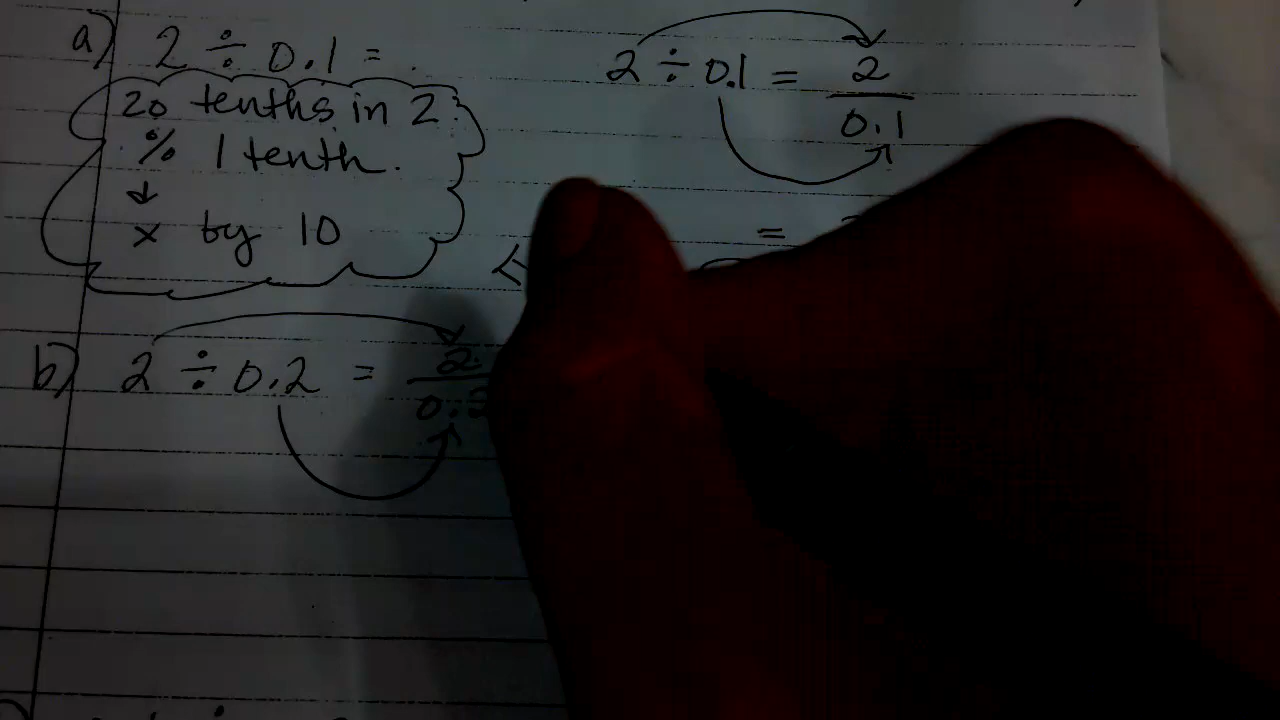 a) 2 ÷ 0.1 = .
20 tenths in 2.
% 1 tenth.
↓
x by 10
2 ÷ 0.1 = 2
0.1
=
b) 2 ÷ 0.2 = 2
0.2